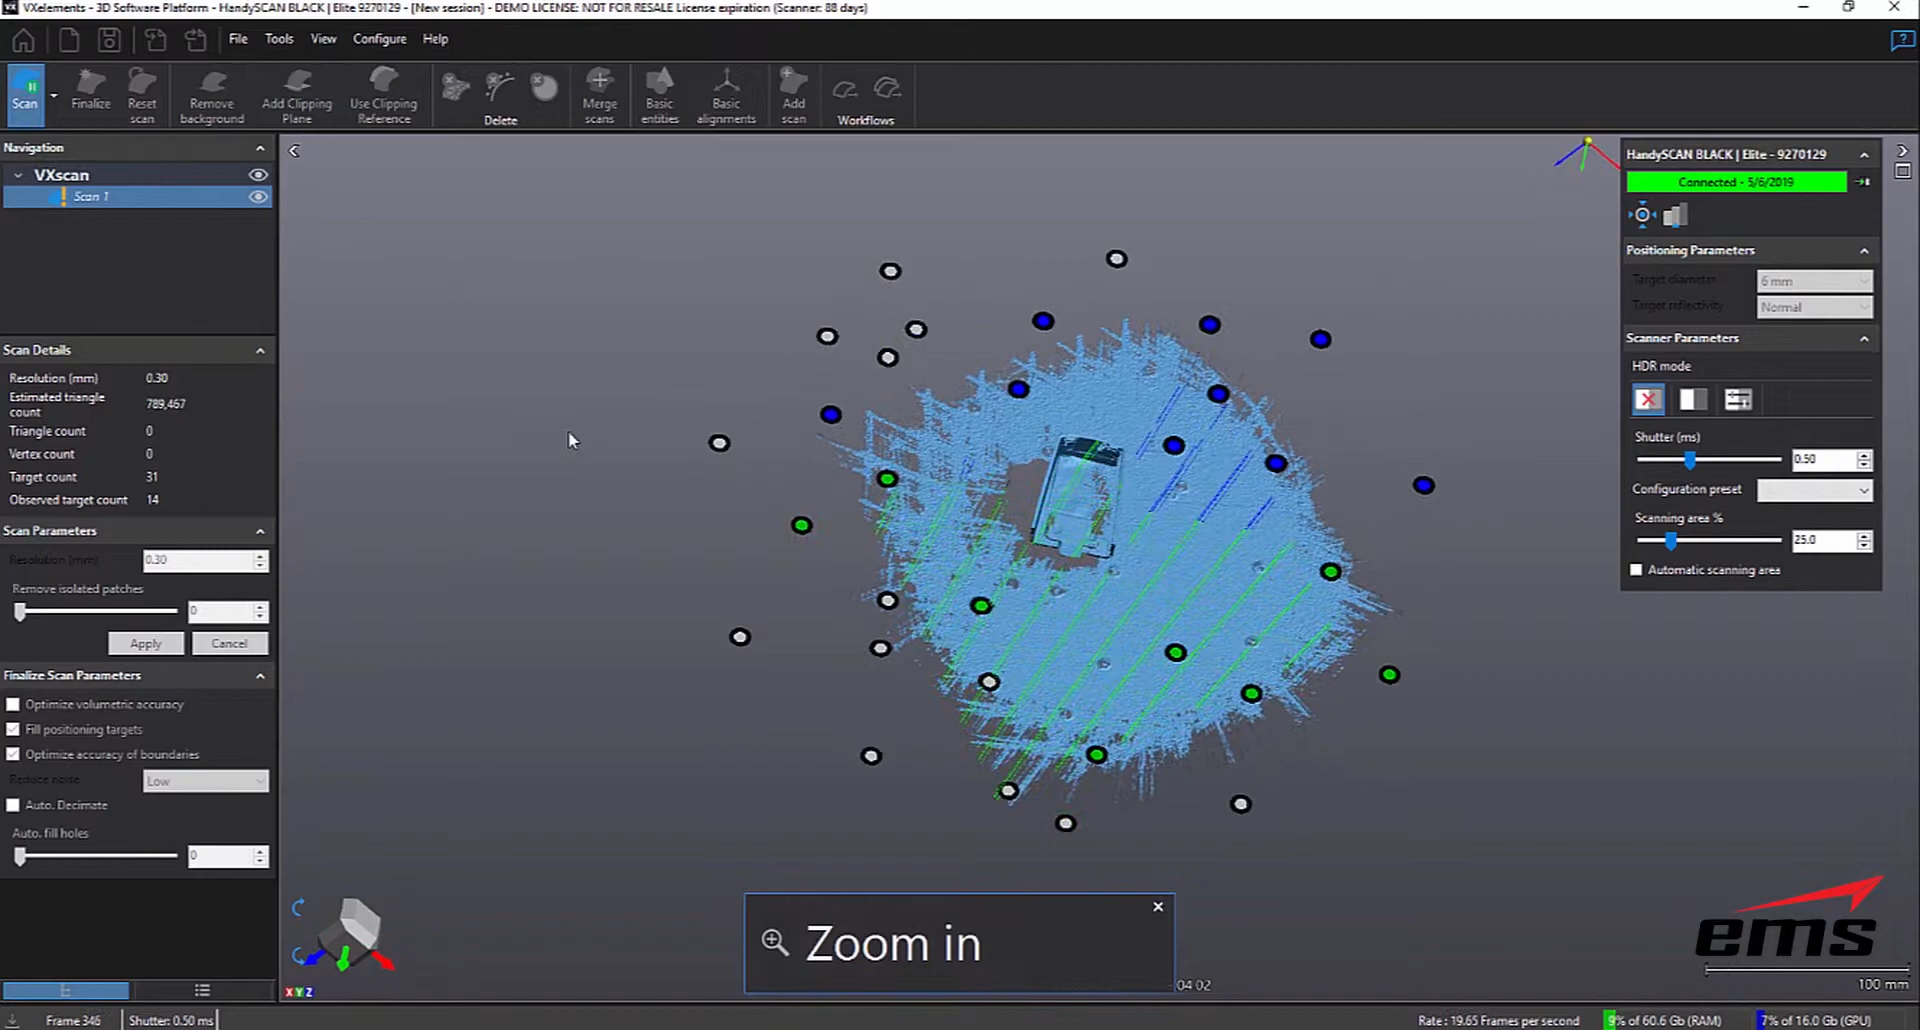 VXelements - 3D Software Platform - HandySCAN BLACK | Elite 9270129 - [New session] - DEMO LICENSE: NOT FOR RESALE License expiration (Scanner: 88 days)
File Tools View Configure Help
Scan
Finalize
Reset scan
Remove background
Add Clipping Plane
Use Clipping Reference
Delete
Merge scans
Basic entities
Basic alignments
Add scan
Workflows
Navigation
VXscan
Scan 1
Scan Details
Resolution (mm) 0.30
Estimated triangle count 789,467
Triangle count 0
Vertex count 0
Target count 31
Observed target count 14
Scan Parameters
Resolution (mm) 0.30
Remove isolated patches
0
Apply Cancel
Finalize Scan Parameters
Optimize volumetric accuracy
Fill positioning targets
Optimize accuracy of boundaries
Reduce noise Low
Auto. Decimate
Auto. fill holes
0
HandySCAN BLACK | Elite - 9270129
Connected - 5/6/2019
Positioning Parameters
Target diameter 6 mm
Target reflectivity Normal
Scanner Parameters
HDR mode
Shutter (ms)
0.50
Configuration preset
Scanning area %
25.0
Automatic scanning area
Zoom in
04 02
ems
100 mm
XYZ
Frame 346 Shutter: 0.50 ms Rate : 19.65 Frames per second 9% of 60.6 Gb (RAM) 7% of 16.0 Gb (GPU)